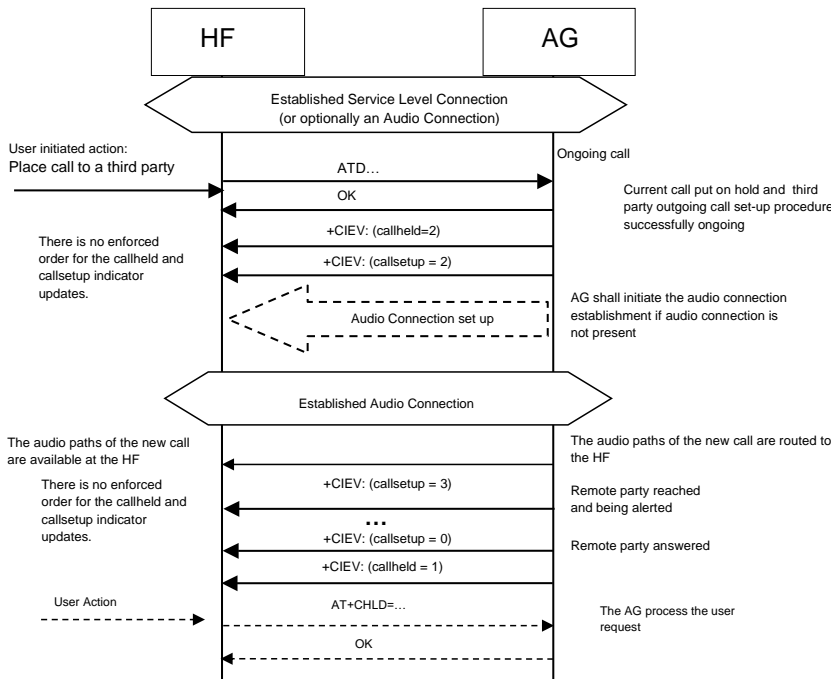 HF
AG
Established Service Level Connection
(or optionally an Audio Connection)
User initiated action:
Place call to a third party
Ongoing call
ATD…
OK
Current call put on hold and third
party outgoing call set-up procedure
successfully ongoing
+CIEV: (callheld=2)
There is no enforced
order for the callheld and
callsetup indicator
updates.
+CIEV: (callsetup = 2)
Audio Connection set up
AG shall initiate the audio connection
establishment if audio connection is
not present
Established Audio Connection
The audio paths of the new call
are available at the HF
The audio paths of the new call are routed to
the HF
There is no enforced
order for the callheld and
callsetup indicator
updates.
+CIEV: (callsetup = 3)
Remote party reached
and being alerted
…
+CIEV: (callsetup = 0)
Remote party answered
+CIEV: (callheld = 1)
User Action
AT+CHLD=…
The AG process the user
request
OK